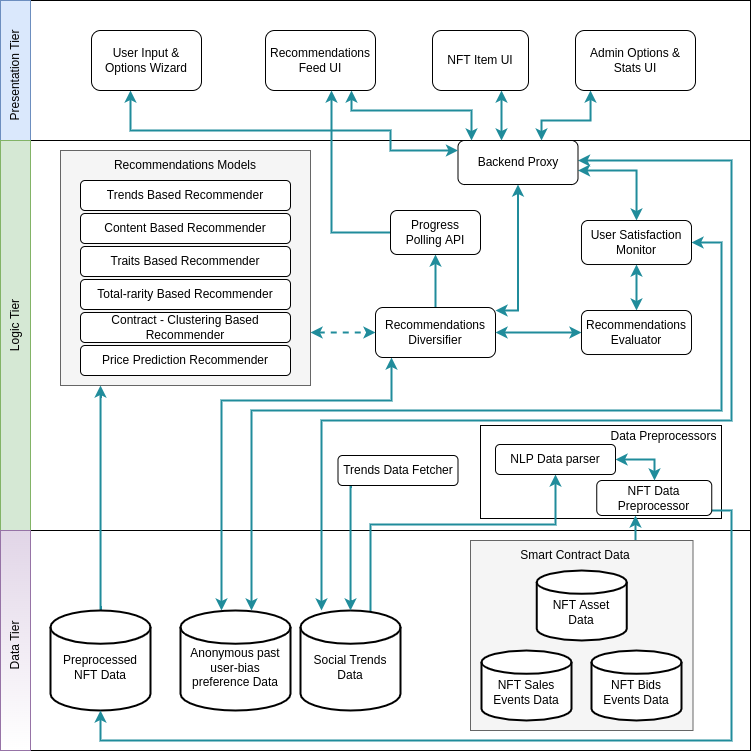 Presentation Tier
User Input &
Options Wizard
Recommendations
Feed UI
NFT Item UI
Admin Options &
Stats UI
Logic Tier
Recommendations Models
Trends Based Recommender
Content Based Recommender
Traits Based Recommender
Total-rarity Based Recommender
Contract - Clustering Based
Recommender
Price Prediction Recommender
Backend Proxy
Progress
Polling API
User Satisfaction
Monitor
Recommendations
Diversifier
Recommendations
Evaluator
Data Preprocessors
NLP Data parser
NFT Data
Preprocessor
Trends Data Fetcher
Data Tier
Preprocessed
NFT Data
Anonymous past
user-bias
preference Data
Social Trends
Data
Smart Contract Data
NFT Asset
Data
NFT Sales
Events Data
NFT Bids
Events Data